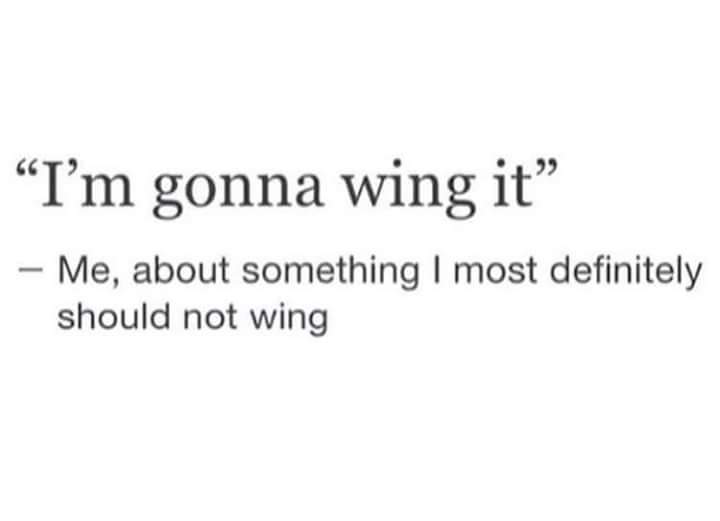 “I’m gonna wing it”
– Me, about something I most definitely
should not wing